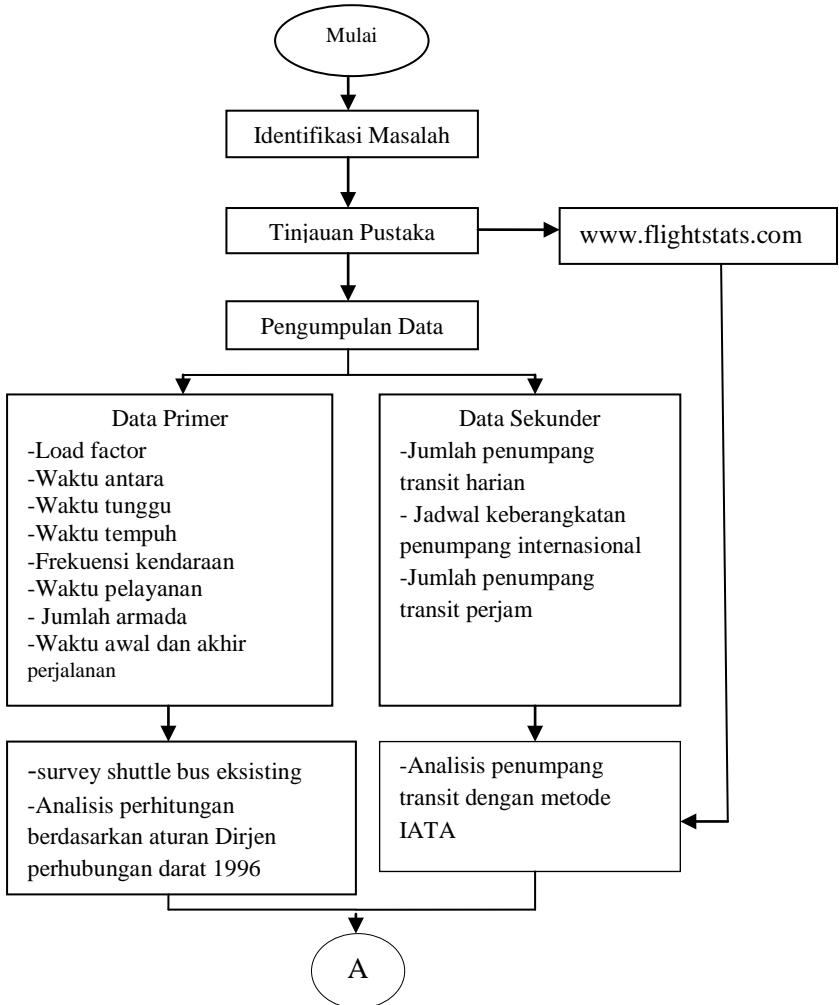 Mulai
Identifikasi Masalah
Tinjauan Pustaka
www.flightstats.com
Pengumpulan Data
Data Primer
-Load factor
-Waktu antara
-Waktu tunggu
-Waktu tempuh
-Frekuensi kendaraan
-Waktu pelayanan
- Jumlah armada
-Waktu awal dan akhir
perjalanan
Data Sekunder
-Jumlah penumpang
transit harian
- Jadwal keberangkatan
penumpang internasional
-Jumlah penumpang
transit perjam
-survey shuttle bus eksisting
-Analisis perhitungan
berdasarkan aturan Dirjen
perhubungan darat 1996
-Analisis penumpang
transit dengan metode
IATA
A